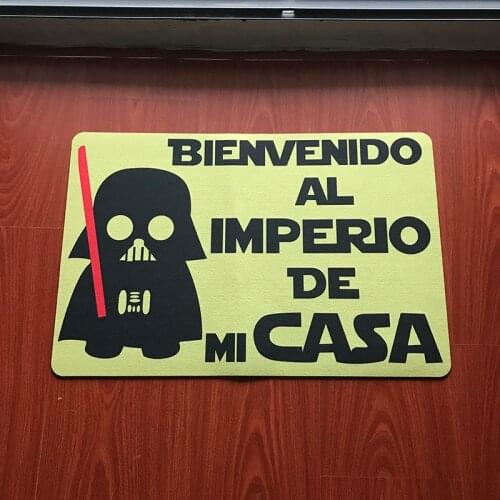 BIENVENIDO
AL
IMPERIO
DE
MI CASA